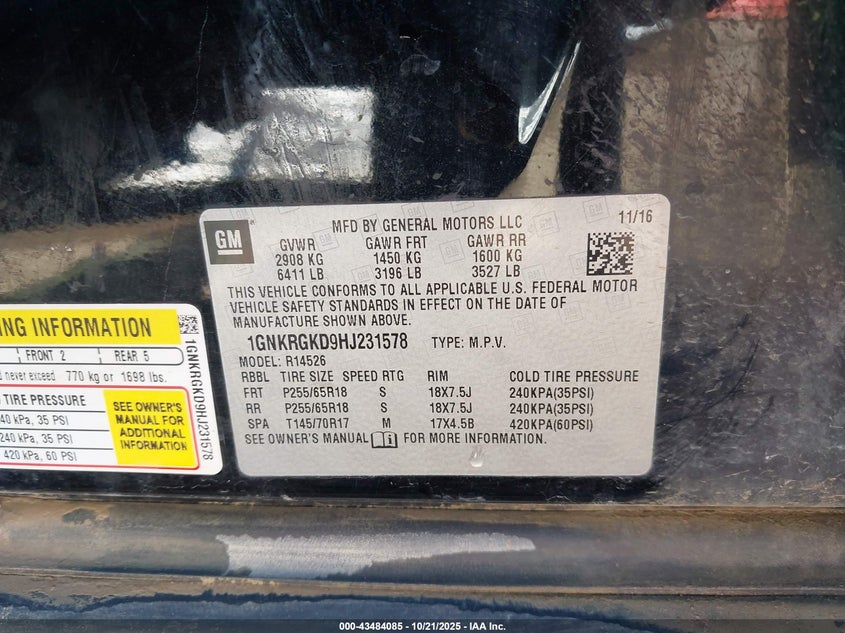 GM
MFD BY GENERAL MOTORS LLC
11/16
GVWR GAWR FRT GAWR RR
2908 KG 1450 KG 1600 KG
6411 LB 3196 LB 3527 LB
THIS VEHICLE CONFORMS TO ALL APPLICABLE U.S. FEDERAL MOTOR
VEHICLE SAFETY STANDARDS IN EFFECT ON THE DATE OF
MANUFACTURE SHOWN ABOVE.
1GNKRGKD9HJ231578 TYPE: M.P.V.
MODEL: R14526
RBBL TIRE SIZE SPEED RTG RIM COLD TIRE PRESSURE
FRT P255/65R18 S 18X7.5J 240KPA(35PSI)
RR P255/65R18 S 18X7.5J 240KPA(35PSI)
SPA T145/70R17 M 17X4.5B 420KPA(60PSI)
SEE OWNER'S MANUAL FOR MORE INFORMATION.
INFORMATION
FRONT 2 REAR 5
never exceed 770 kg or 1698 lbs.
TIRE PRESSURE
40 kPa, 35 PSI
240 kPa, 35 PSI
420 kPa, 60 PSI
SEE OWNER'S
MANUAL FOR
ADDITIONAL
INFORMATION
1GNKRGKD9HJ231578
000-43484085 - 10/21/2025 - IAA Inc.